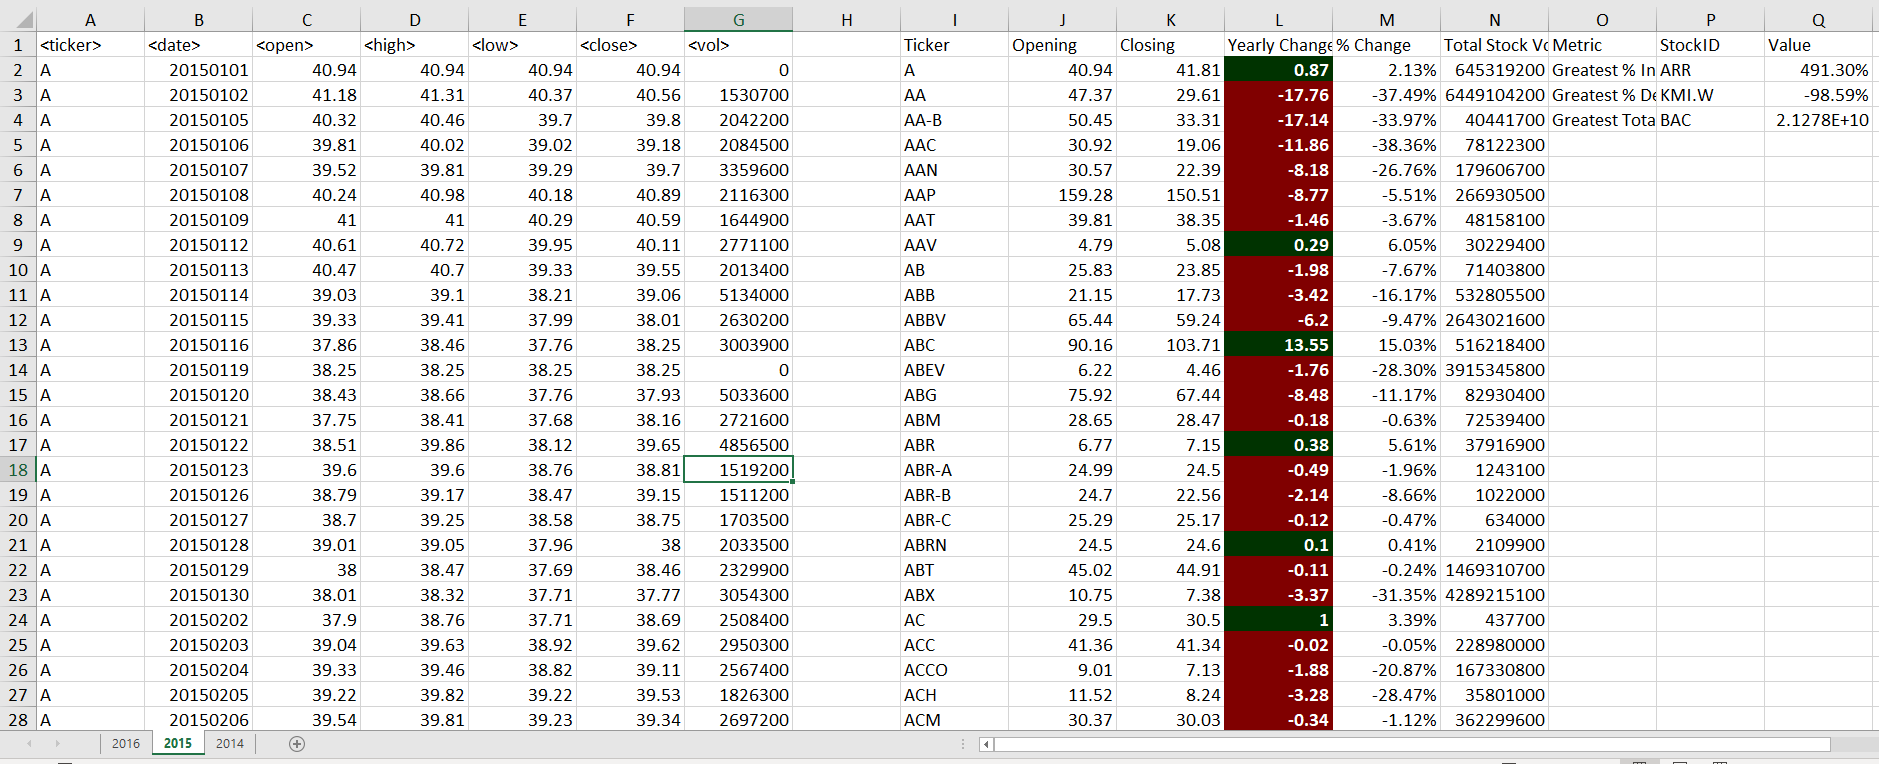 A B C D E F G H I J K L M N O P Q
1 <ticker> <date> <open> <high> <low> <close> <vol> Ticker Opening Closing Yearly Change % Change Total Stock Vo Metric StockID Value
2 A 20150101 40.94 40.94 40.94 40.94 0 A 40.94 41.81 0.87 2.13% 645319200 Greatest % In ARR 491.30%
3 A 20150102 41.18 41.31 40.37 40.56 1530700 AA 47.37 29.61 -17.76 -37.49% 6449104200 Greatest % De KMI.W -98.59%
4 A 20150105 40.32 40.46 39.7 39.8 2042200 AA-B 50.45 33.31 -17.14 -33.97% 40441700 Greatest Tota BAC 2.1278E+10
5 A 20150106 39.81 40.02 39.02 39.18 2084500 AAC 30.92 19.06 -11.86 -38.36% 78122300
6 A 20150107 39.52 39.81 39.29 39.7 3359600 AAN 30.57 22.39 -8.18 -26.76% 179606700
7 A 20150108 40.24 40.98 40.18 40.89 2116300 AAP 159.28 150.51 -8.77 -5.51% 266930500
8 A 20150109 41 41 40.29 40.59 1644900 AAT 39.81 38.35 -1.46 -3.67% 48158100
9 A 20150112 40.61 40.72 39.95 40.11 2771100 AAV 4.79 5.08 0.29 6.05% 30229400
10 A 20150113 40.47 40.7 39.33 39.55 2013400 AB 25.83 23.85 -1.98 -7.67% 71403800
11 A 20150114 39.03 39.1 38.21 39.06 5134000 ABB 21.15 17.73 -3.42 -16.17% 532805500
12 A 20150115 39.33 39.41 37.99 38.01 2630200 ABBV 65.44 59.24 -6.2 -9.47% 2643021600
13 A 20150116 37.86 38.46 37.76 38.25 3003900 ABC 90.16 103.71 13.55 15.03% 516218400
14 A 20150119 38.25 38.25 38.25 38.25 0 ABEV 6.22 4.46 -1.76 -28.30% 3915345800
15 A 20150120 38.43 38.66 37.76 37.93 5033600 ABG 75.92 67.44 -8.48 -11.17% 82930400
16 A 20150121 37.75 38.41 37.68 38.16 2721600 ABM 28.65 28.47 -0.18 -0.63% 72539400
17 A 20150122 38.51 39.86 38.12 39.65 4856500 ABR 6.77 7.15 0.38 5.61% 37916900
18 A 20150123 39.6 39.6 38.76 38.81 1519200 ABR-A 24.99 24.5 -0.49 -1.96% 1243100
19 A 20150126 38.79 39.17 38.47 39.15 1511200 ABR-B 24.7 22.56 -2.14 -8.66% 1022000
20 A 20150127 38.7 39.25 38.58 38.75 1703500 ABR-C 25.29 25.17 -0.12 -0.47% 634000
21 A 20150128 39.01 39.05 37.96 38 2033500 ABRN 24.5 24.6 0.1 0.41% 2109900
22 A 20150129 38 38.47 37.69 38.46 2329900 ABT 45.02 44.91 -0.11 -0.24% 1469310700
23 A 20150130 38.01 38.32 37.71 37.77 3054300 ABX 10.75 7.38 -3.37 -31.35% 4289215100
24 A 20150202 37.9 38.76 37.71 38.69 2508400 AC 29.5 30.5 1 3.39% 437700
25 A 20150203 39.04 39.63 38.92 39.62 2950300 ACC 41.36 41.34 -0.02 -0.05% 228980000
26 A 20150204 39.33 39.46 38.82 39.11 2567400 ACCO 9.01 7.13 -1.88 -20.87% 167330800
27 A 20150205 39.22 39.82 39.22 39.53 1826300 ACH 11.52 8.24 -3.28 -28.47% 35801000
28 A 20150206 39.54 39.81 39.23 39.34 2697200 ACM 30.37 30.03 -0.34 -1.12% 362299600
2016 2015 2014